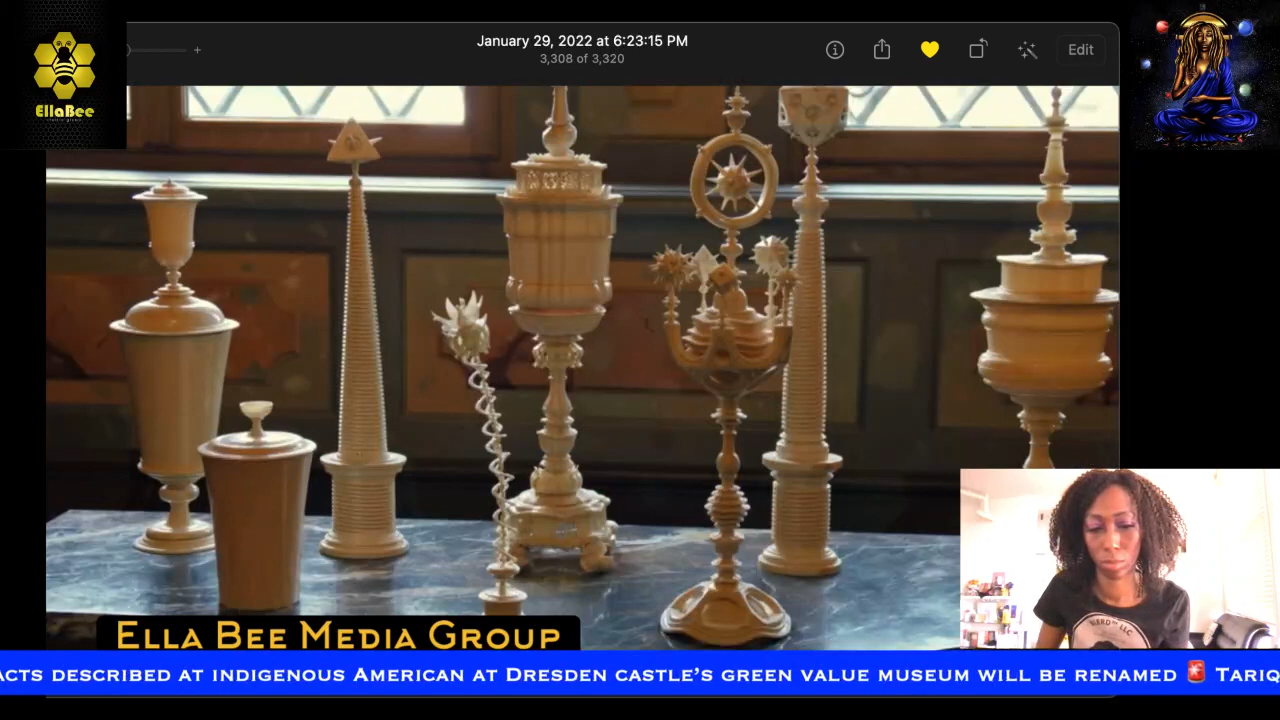 January 29, 2022 at 6:23:15 PM
3,308 of 3,320
Edit
EllaBee
Ella Bee Media Group
ACTS DESCRIBED AT INDIGENOUS AMERICAN AT DRESDEN CASTLE'S GREEN VALUE MUSEUM WILL BE RENAMED 🚨 TARIQ